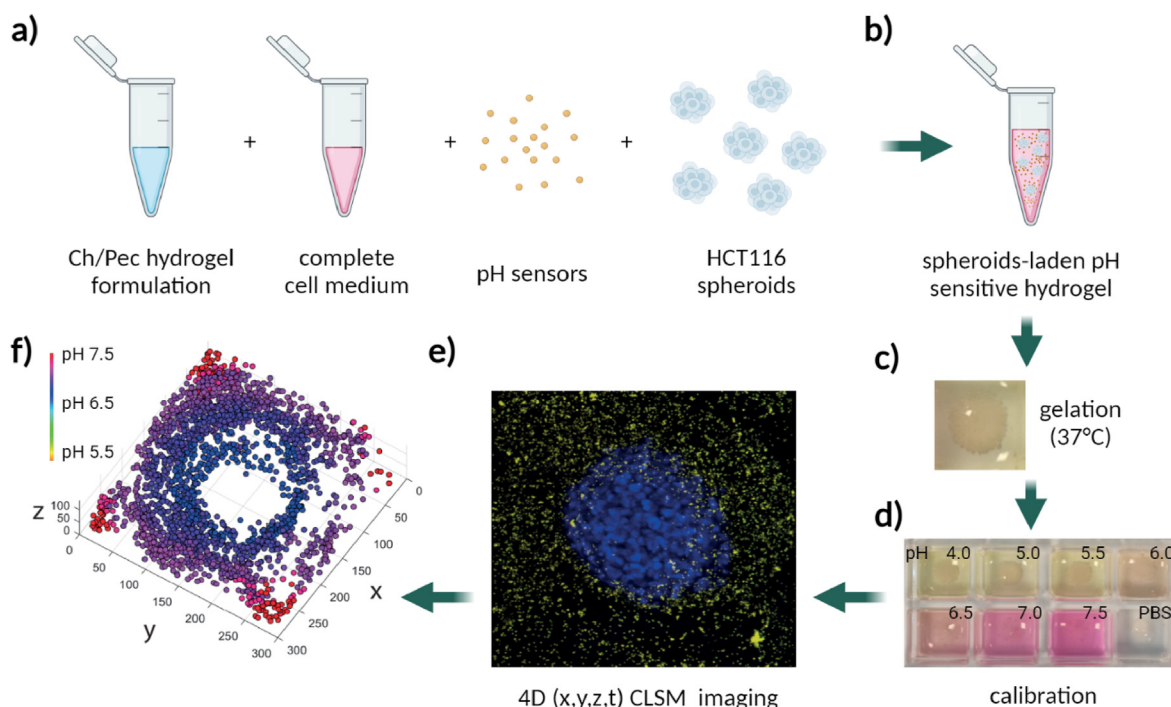 a)
b)
+
+
+
Ch/Pec hydrogel
formulation
complete
cell medium
pH sensors
HCT116
spheroids
spheroids-laden pH
sensitive hydrogel
c)
gelation
(37°C)
d)
pH 4.0 5.0 5.5 6.0
6.5 7.0 7.5 PBS
calibration
e)
4D (x,y,z,t) CLSM imaging
f)
pH 7.5
pH 6.5
pH 5.5
z
100
50
0
0
50
100
150
200
250
300
y
0
50
100
150
200
250
300
x